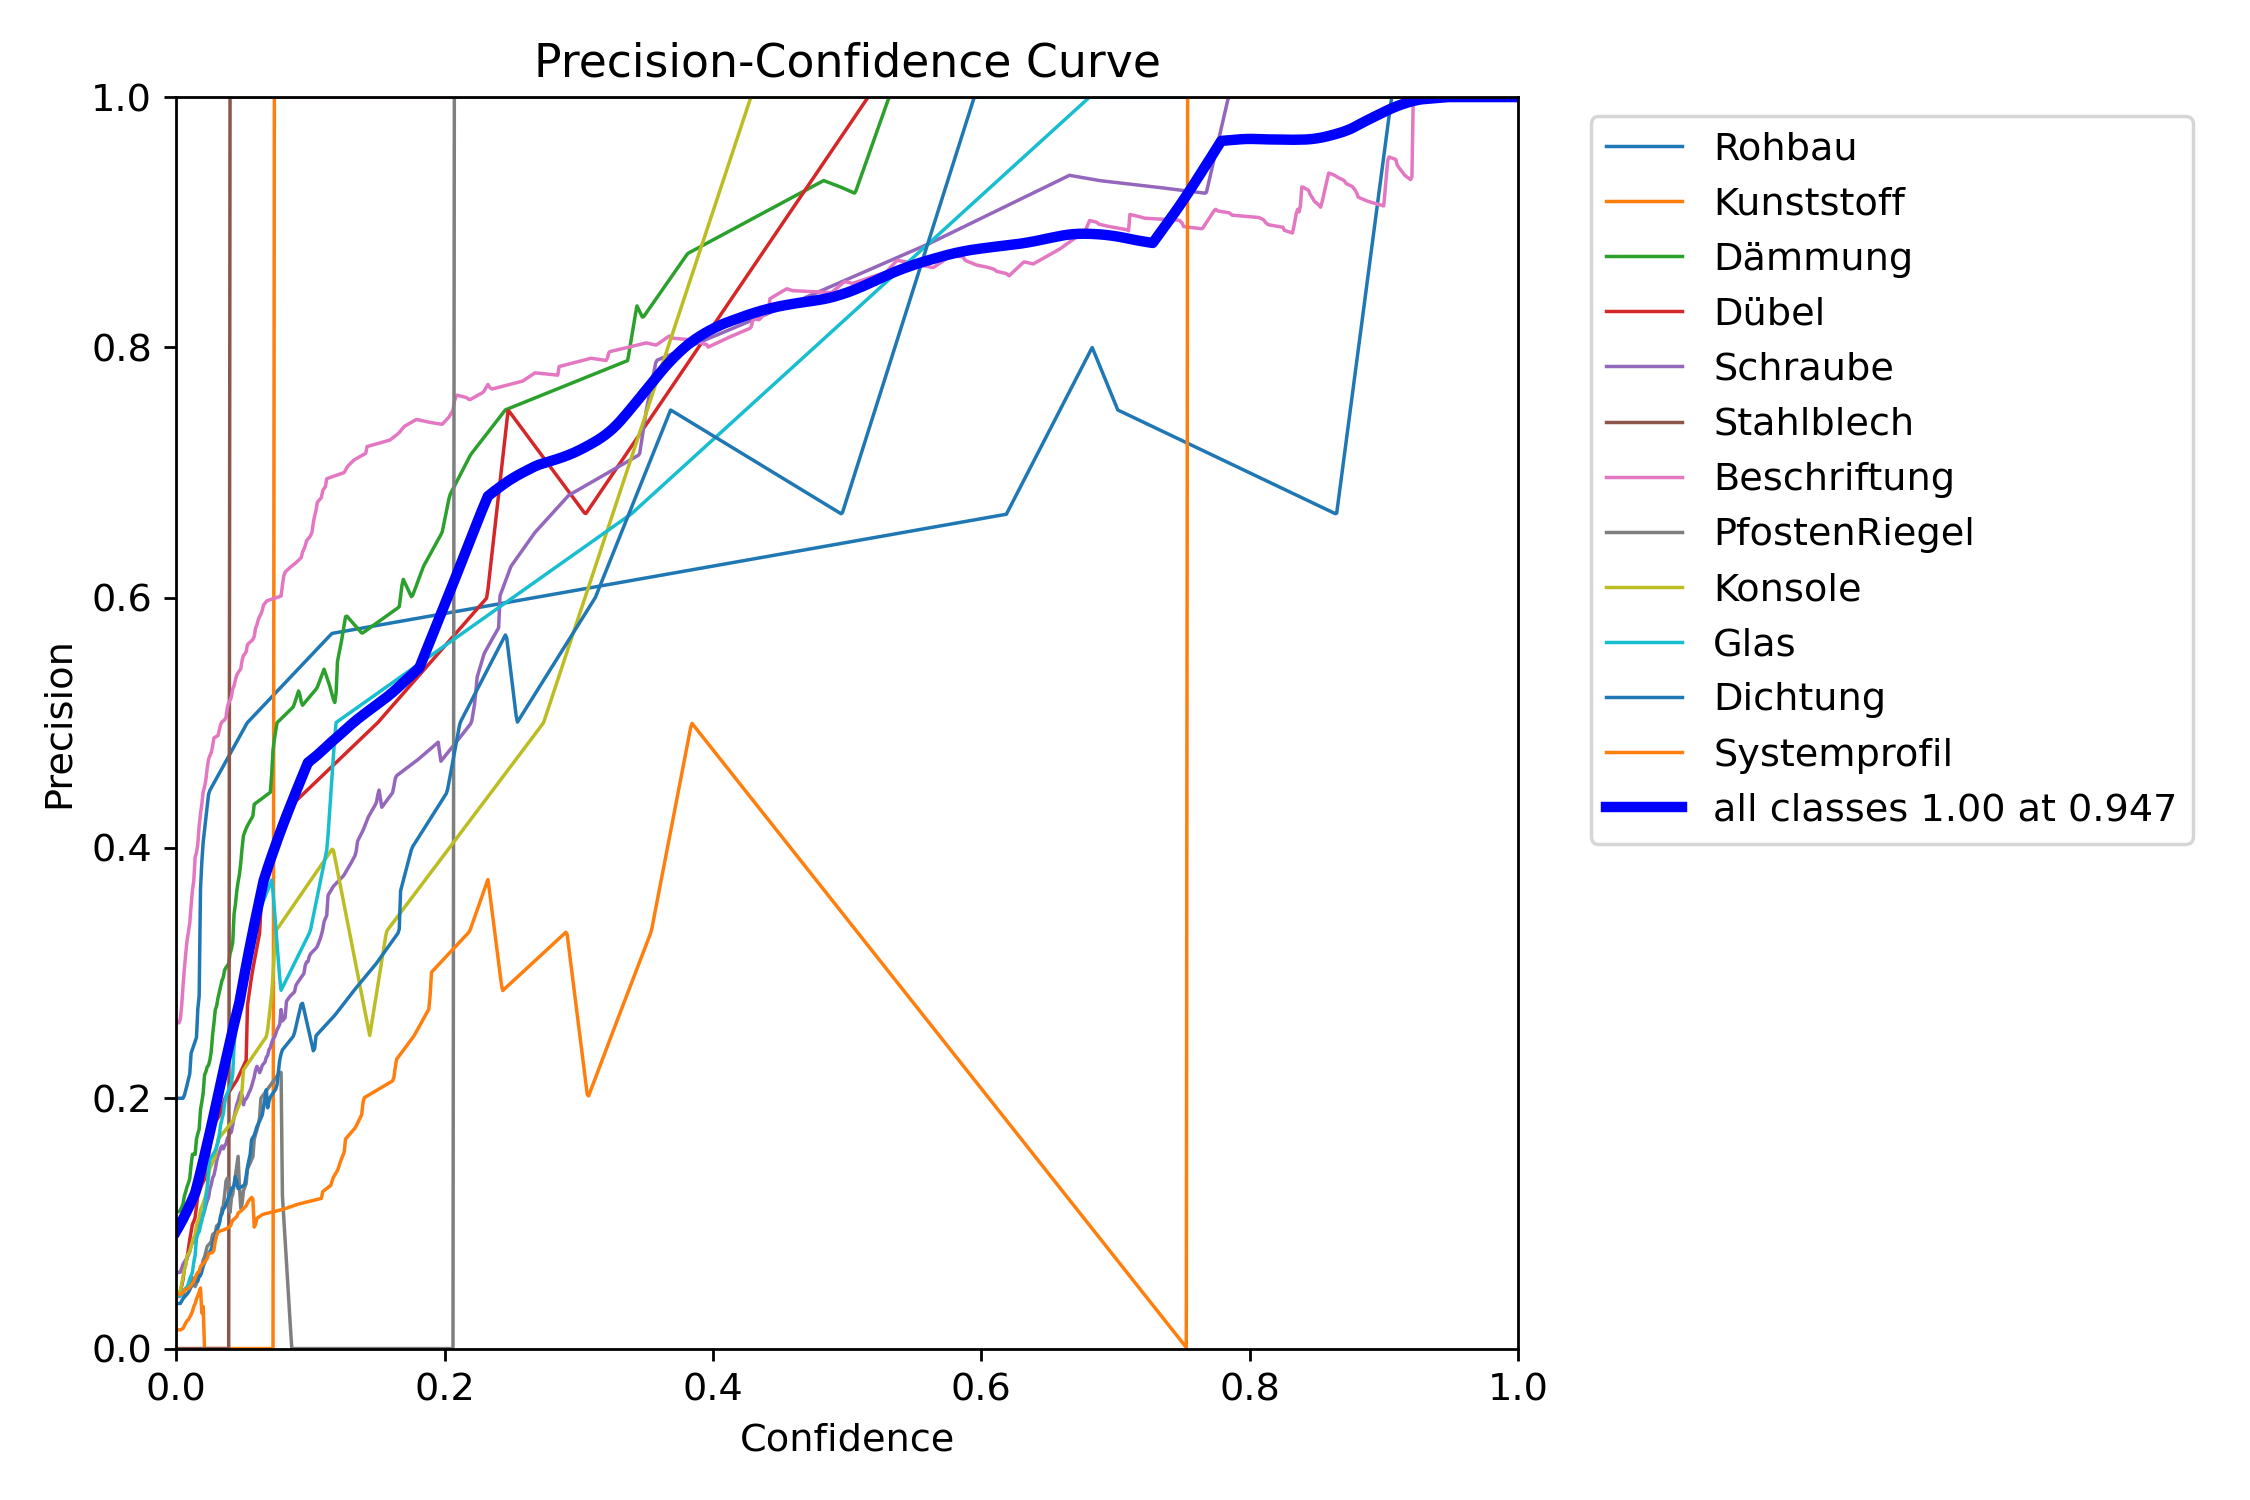 Precision-Confidence Curve
1.0
0.8
0.6
0.4
0.2
0.0
Precision
0.0 0.2 0.4 0.6 0.8 1.0
Confidence
Rohbau
Kunststoff
Dämmung
Dübel
Schraube
Stahlblech
Beschriftung
PfostenRiegel
Konsole
Glas
Dichtung
Systemprofil
all classes 1.00 at 0.947